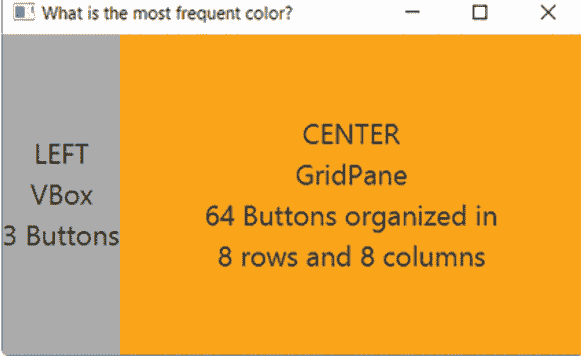 What is the most frequent color?
LEFT
VBox
3 Buttons
CENTER
GridPane
64 Buttons organized in
8 rows and 8 columns